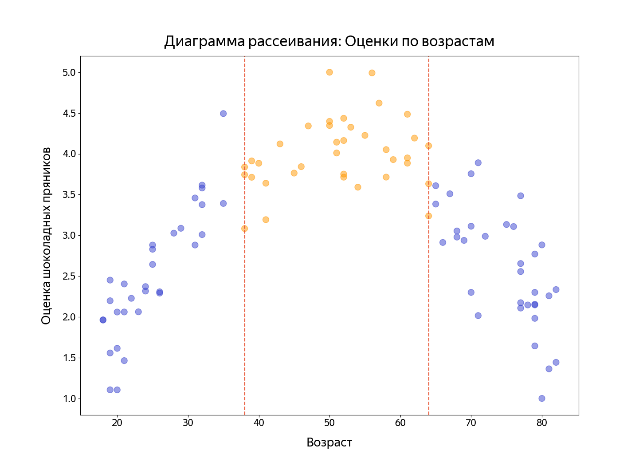 Диаграмма рассеивания: Оценки по возрастам
Оценка шоколадных пряников
5.0
4.5
4.0
3.5
3.0
2.5
2.0
1.5
1.0
20 30 40 50 60 70 80
Возраст